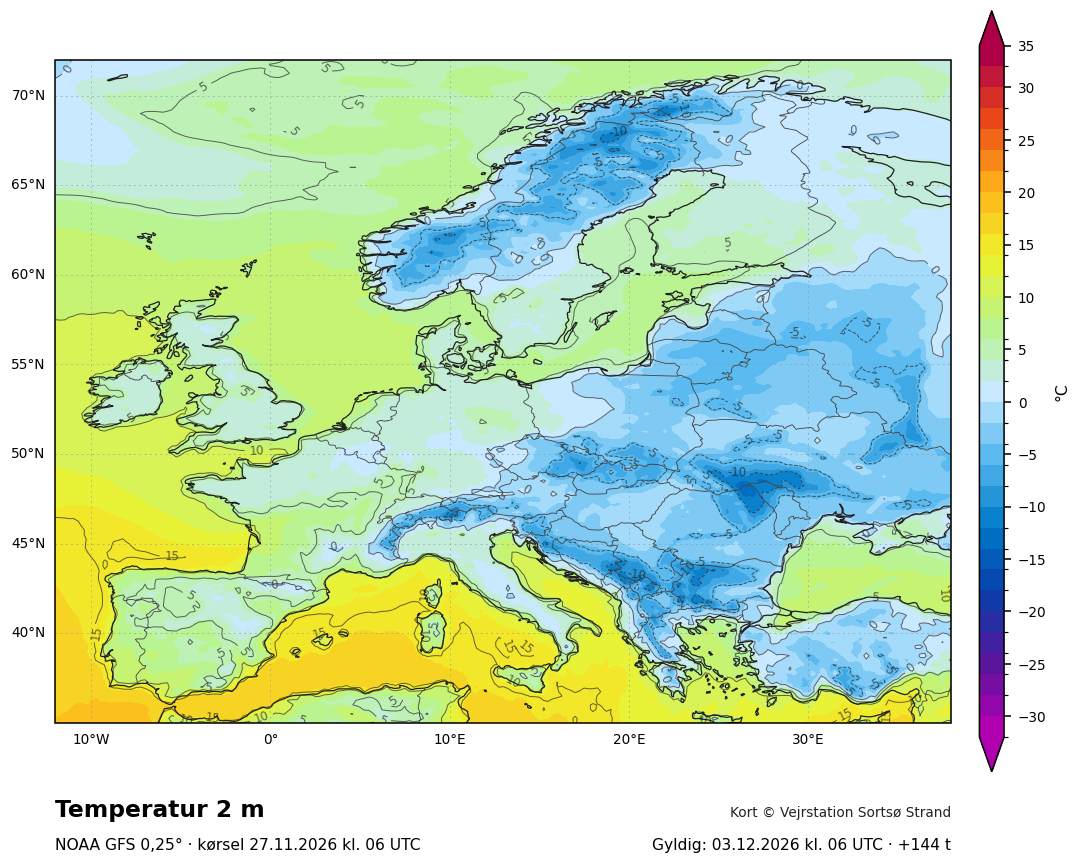 35
30
25
20
15
10
5
0
−5
−10
−15
−20
−25
−30
°C
70°N
65°N
60°N
55°N
50°N
45°N
40°N
10°W
0°
10°E
20°E
30°E
Temperatur 2 m
Kort © Vejrstation Sortsø Strand
NOAA GFS 0,25° · kørsel 27.11.2026 kl. 06 UTC
Gyldig: 03.12.2026 kl. 06 UTC · +144 t